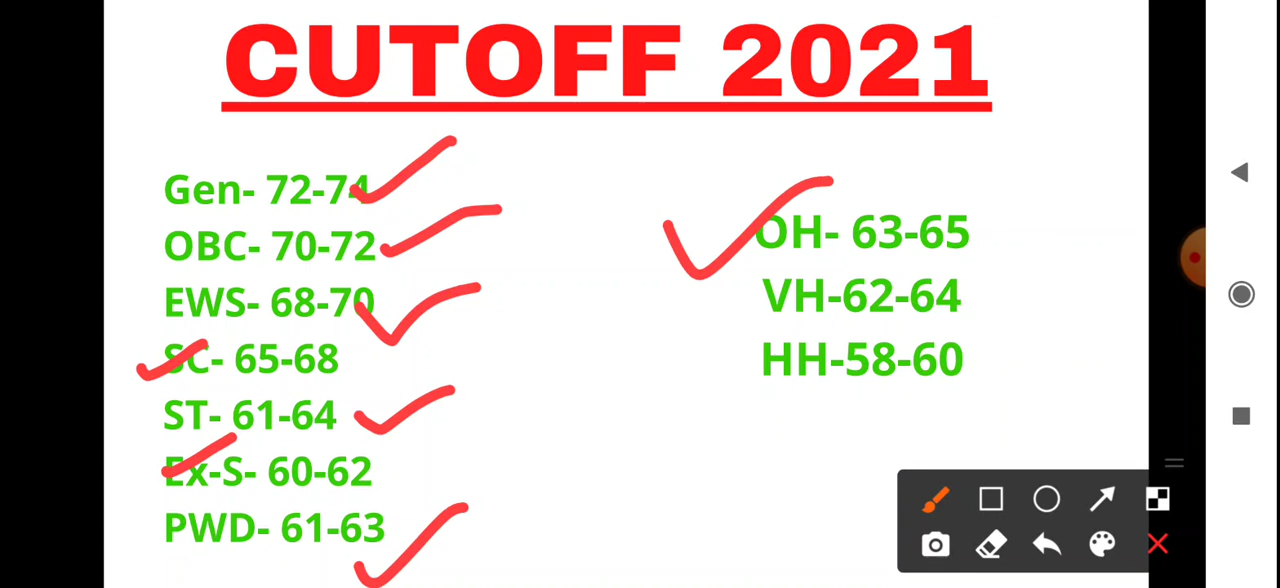 CUTOFF 2021
Gen- 72-74
OBC- 70-72
EWS- 68-70
SC- 65-68
ST- 61-64
Ex-S- 60-62
PWD- 61-63
OH- 63-65
VH-62-64
HH-58-60